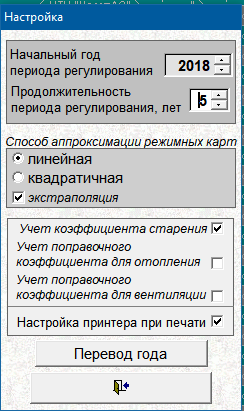 Настройка
Начальный год
периода регулирования 2018
Продолжительность
периода регулирования, лет 5
Способ аппроксимации режимных карт
линейная
квадратичная
экстраполяция
Учет коэффициента старения
Учет поправочного
коэффициента для отопления
Учет поправочного
коэффициента для вентиляции
Настройка принтера при печати
Перевод года